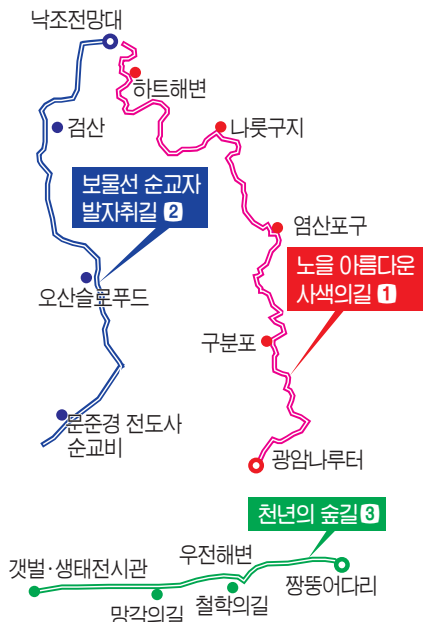 낙조전망대
하트해변
검산
나룻구지
보물선 순교자
발자취길 2
염산포구
노을 아름다운
사색의길 1
오산슬로푸드
구분포
문준경 전도사
순교비
광암나루터
천년의 숲길 3
우전해변
갯벌·생태전시관
짱뚱어다리
망각의길
철학의길